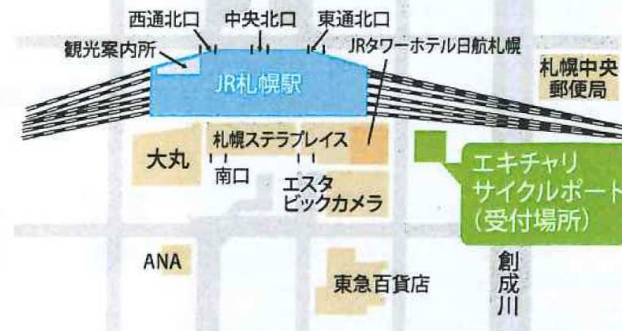 西通北口
中央北口
東通北口
観光案内所
JRタワーホテル日航札幌
JR札幌駅
札幌中央
郵便局
大丸
札幌ステラプレイス
南口
エスタ
ビックカメラ
エキチャリ
サイクルポート
(受付場所)
ANA
東急百貨店
創成川